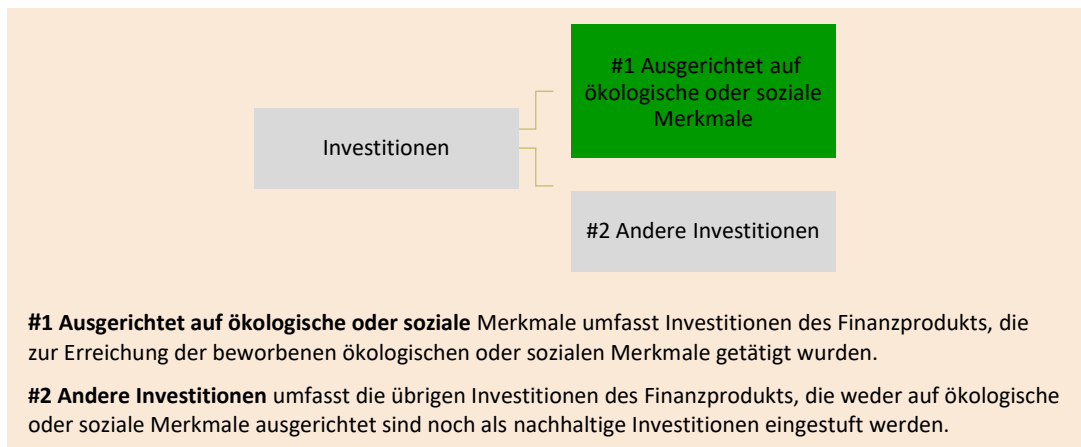 #1 Ausgerichtet auf
ökologische oder soziale
Merkmale
Investitionen
#2 Andere Investitionen
#1 Ausgerichtet auf ökologische oder soziale Merkmale umfasst Investitionen des Finanzprodukts, die
zur Erreichung der beworbenen ökologischen oder sozialen Merkmale getätigt wurden.
#2 Andere Investitionen umfasst die übrigen Investitionen des Finanzprodukts, die weder auf ökologische
oder soziale Merkmale ausgerichtet sind noch als nachhaltige Investitionen eingestuft werden.